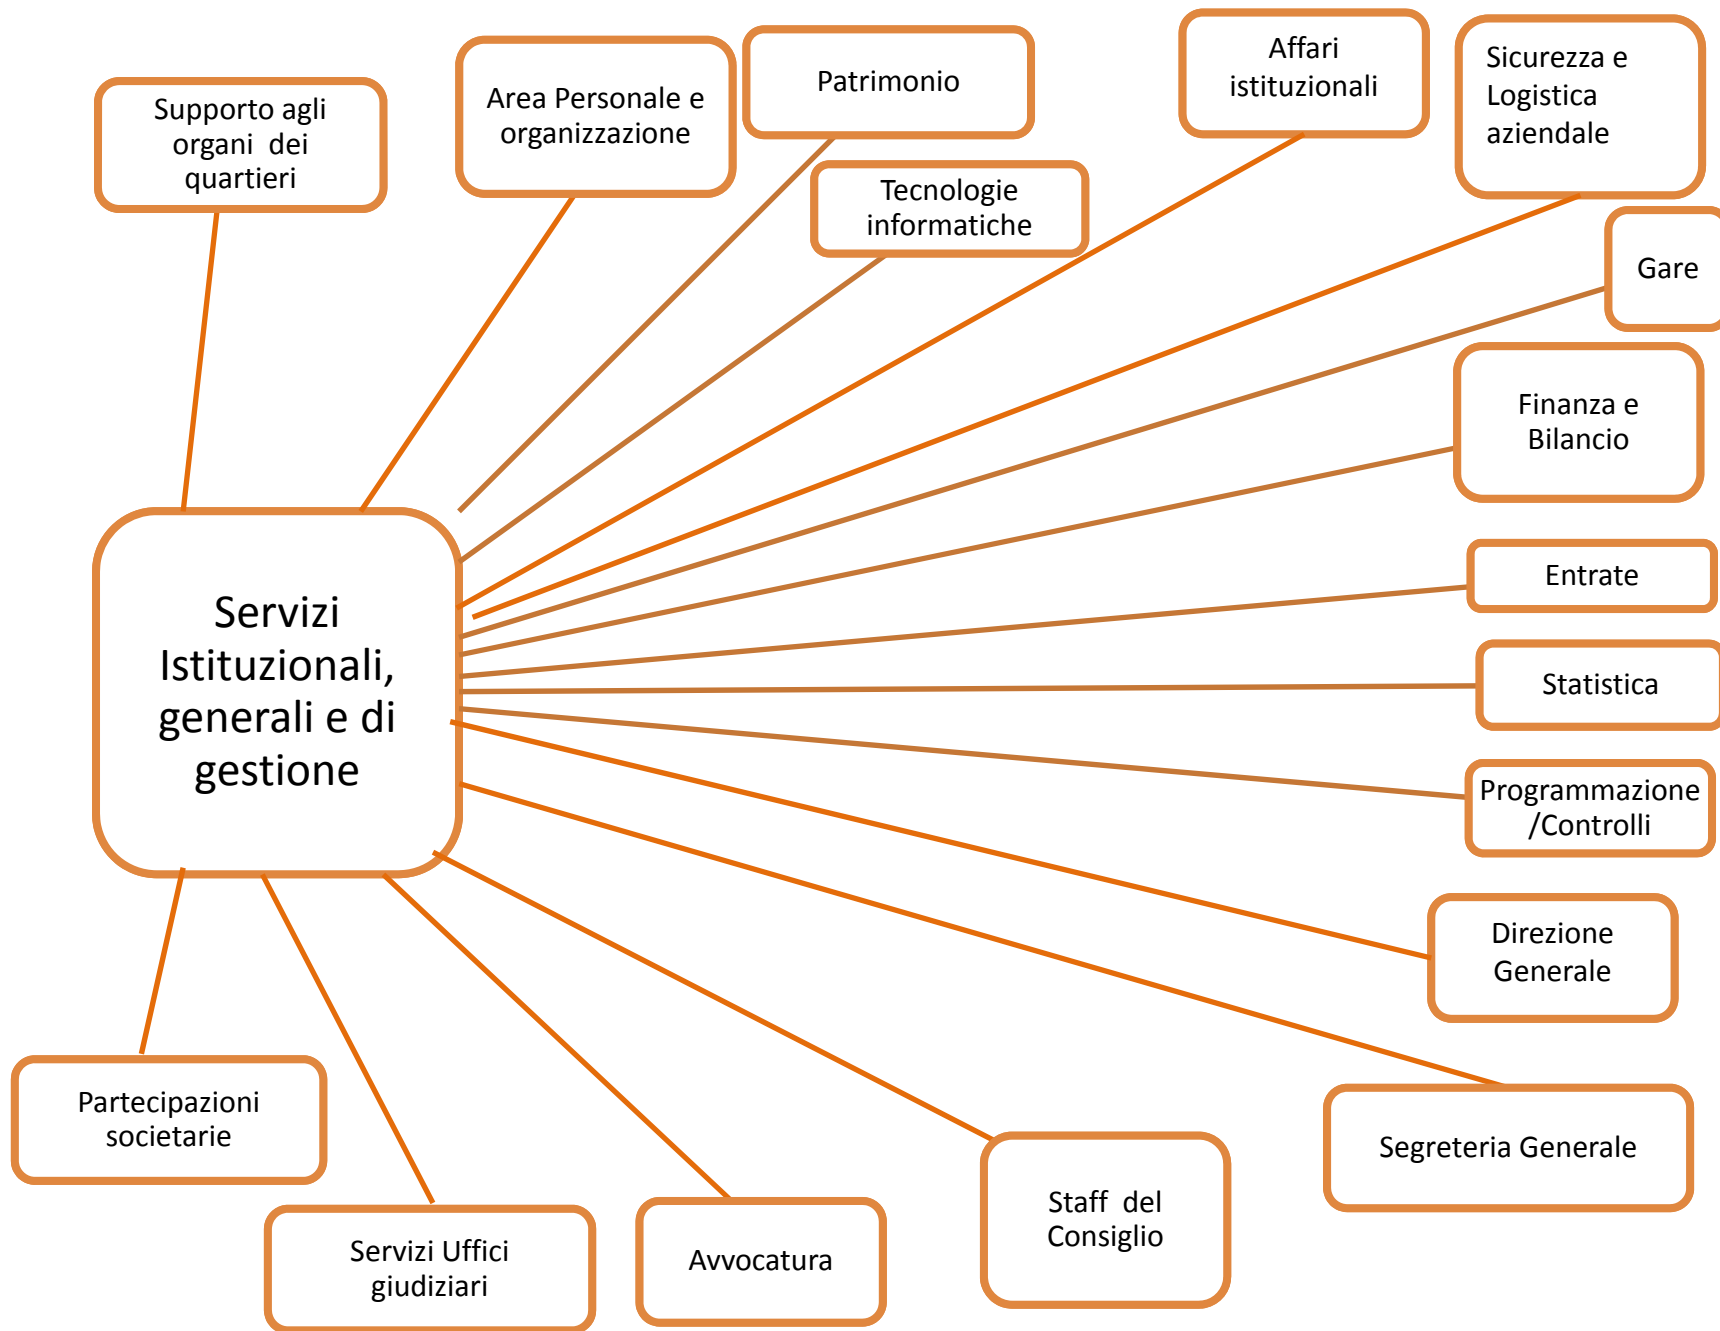 Supporto agli
organi dei
quartieri
Area Personale e
organizzazione
Patrimonio
Tecnologie
informatiche
Affari
istituzionali
Sicurezza e
Logistica
aziendale
Gare
Finanza e
Bilancio
Entrate
Statistica
Programmazione
/Controlli
Direzione
Generale
Segreteria Generale
Servizi
Istituzionali,
generali e di
gestione
Partecipazioni
societarie
Servizi Uffici
giudiziari
Avvocatura
Staff del
Consiglio